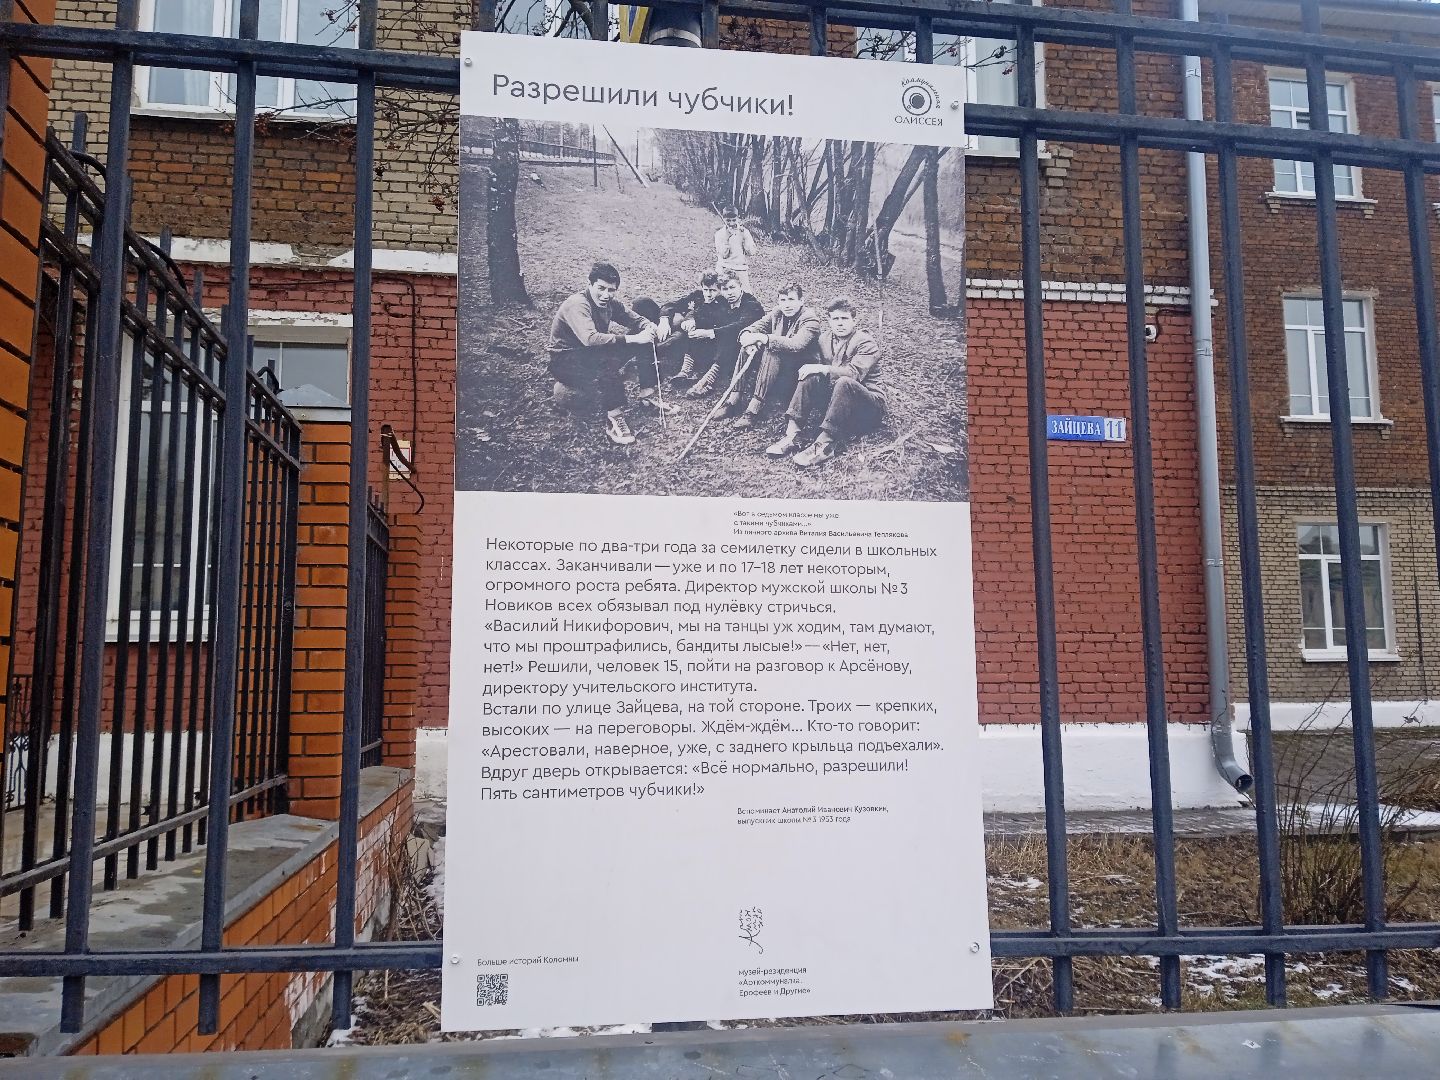 Разрешили чубчики!
Коммунальная
ОДИССЕЯ
ЗАЙЦЕВА 11
«Вот в седьмом классе мы уже
с такими чубчиками...»
Из личного архива Виталия Васильевича Теплякова
Некоторые по два-три года за семилетку сидели в школьных
классах. Заканчивали — уже и по 17–18 лет некоторым,
огромного роста ребята. Директор мужской школы № 3
Новиков всех обязывал под нулёвку стричься.
«Василий Никифорович, мы на танцы уж ходим, там думают,
что мы проштрафились, бандиты лысые!» — «Нет, нет,
нет!» Решили, человек 15, пойти на разговор к Арсёнову,
директору учительского института.
Встали по улице Зайцева, на той стороне. Троих — крепких,
высоких — на переговоры. Ждём-ждём... Кто-то говорит:
«Арестовали, наверное, уже, с заднего крыльца подъехали».
Вдруг дверь открывается: «Всё нормально, разрешили!
Пять сантиметров чубчики!»
Вспоминает Анатолий Иванович Кузовкин,
выпускник школы № 3 1953 года
Больше историй Коломны
музей-резиденция
«Арткоммуналка.
Ерофеев и Другие»